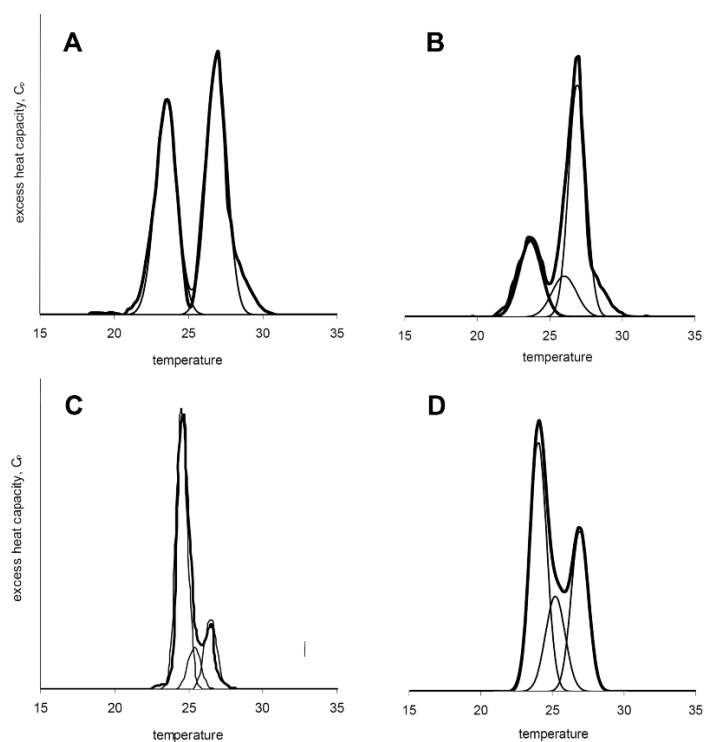 A
B
excess heat capacity, Cₚ
15 20 25 30 35
temperature
15 20 25 30 35
temperature
C
D
excess heat capacity, Cₚ
15 20 25 30 35
temperature
15 20 25 30 35
temperature